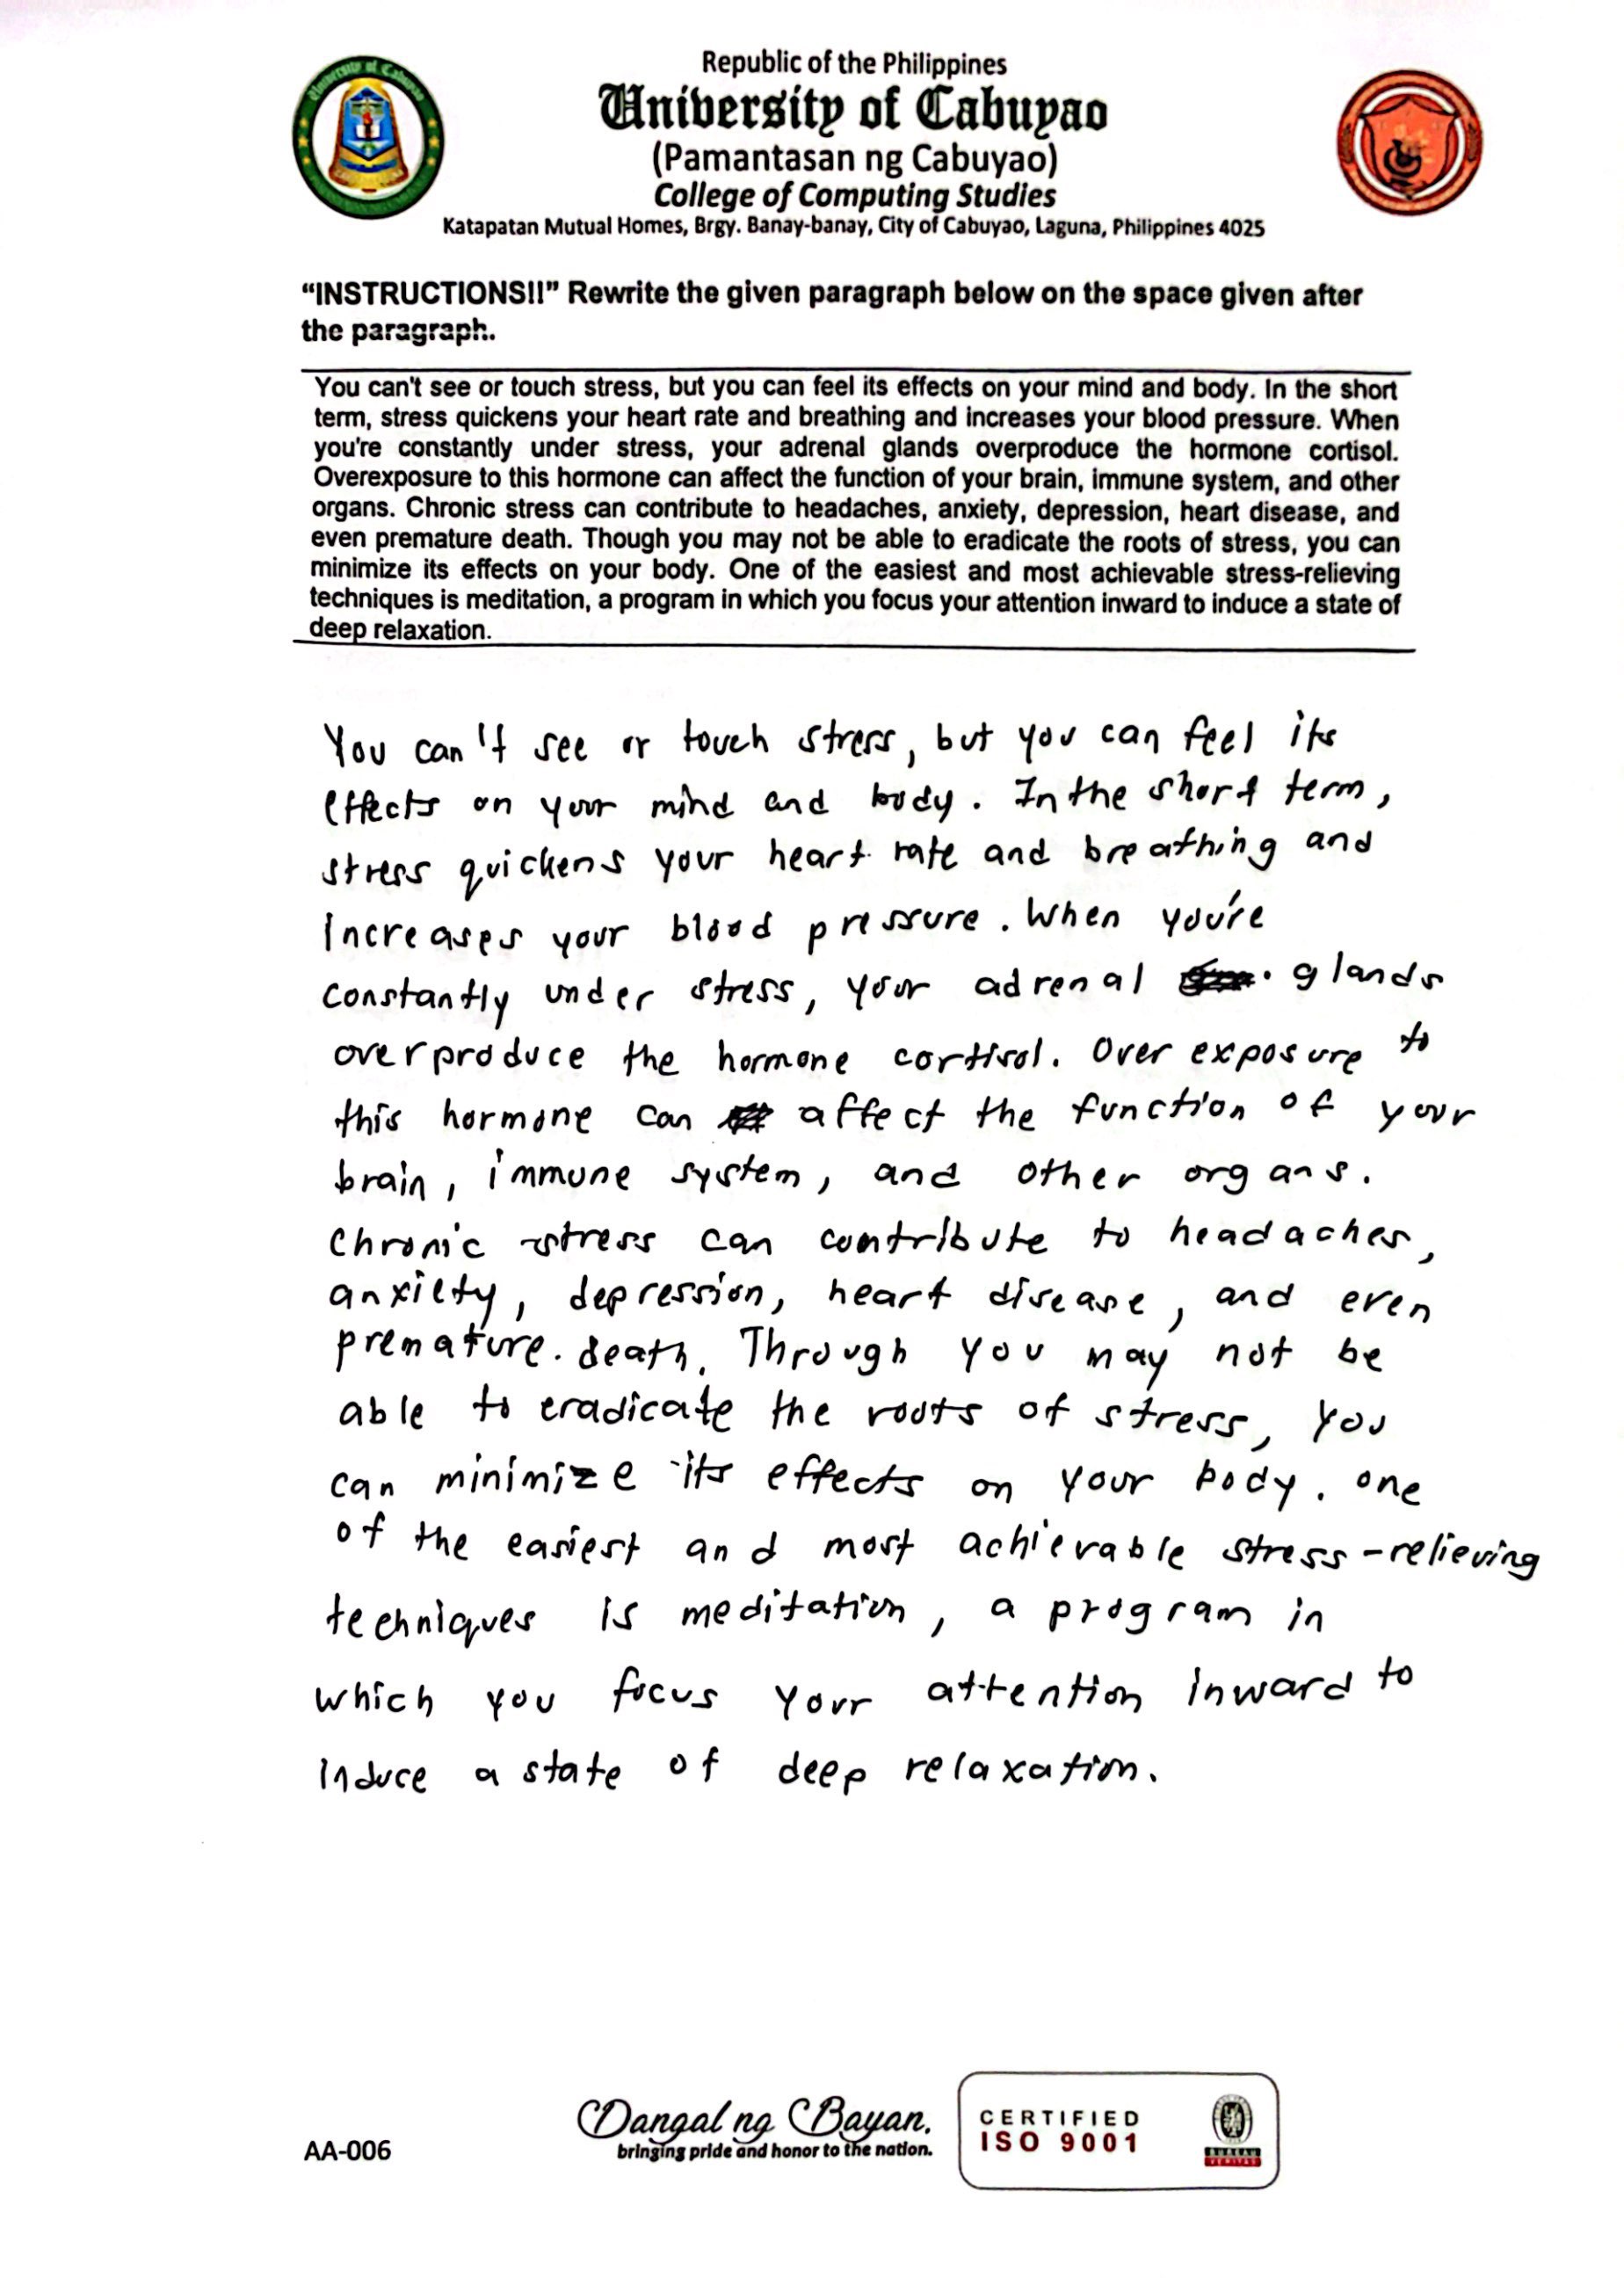 Republic of the Philippines
University of Cabuyao
(Pamantasan ng Cabuyao)
College of Computing Studies
Katapatan Mutual Homes, Brgy. Banay-banay, City of Cabuyao, Laguna, Philippines 4025
“INSTRUCTIONS!!” Rewrite the given paragraph below on the space given after
the paragraph.
You can't see or touch stress, but you can feel its effects on your mind and body. In the short
term, stress quickens your heart rate and breathing and increases your blood pressure. When
you're constantly under stress, your adrenal glands overproduce the hormone cortisol.
Overexposure to this hormone can affect the function of your brain, immune system, and other
organs. Chronic stress can contribute to headaches, anxiety, depression, heart disease, and
even premature death. Though you may not be able to eradicate the roots of stress, you can
minimize its effects on your body. One of the easiest and most achievable stress-relieving
techniques is meditation, a program in which you focus your attention inward to induce a state of
deep relaxation.
You can't see or touch stress, but you can feel its
effects on your mind and body. In the short term,
stress quickens your heart rate and breathing and
increases your blood pressure. When you're
constantly under stress, your adrenal glands
overproduce the hormone cortisol. Over exposure to
this hormone can affect the function of your
brain, immune system, and other organs.
Chronic stress can contribute to headaches,
anxiety, depression, heart disease, and even
premature. death. Through you may not be
able to eradicate the roots of stress, you
can minimize its effects on your body. one
of the easiest and most achievable stress-relieving
techniques is meditation, a program in
which you focus your attention inward to
induce a state of deep relaxation.
AA-006
Dangal ng Bayan.
bringing pride and honor to the nation.
CERTIFIED
ISO 9001
BUREAU
VERITAS